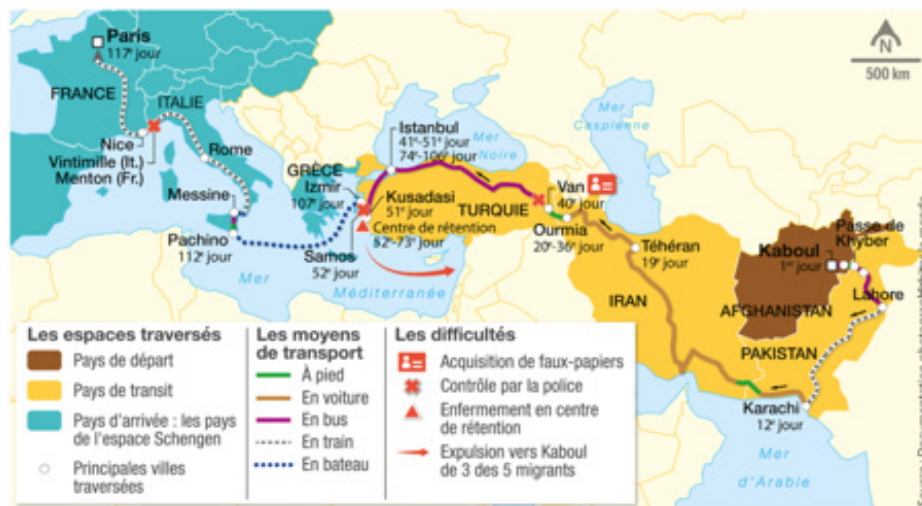 Paris
117e jour
FRANCE
ITALIE
Nice
Vintimille (It.)
Menton (Fr.)
Rome
Messine
Pachino
112e jour
GRÈCE
Izmir
107e jour
Samos
52e jour
Istanbul
41e-51e jour
74e-106e jour
Kusadasi
51e jour
Centre de rétention
52e-73e jour
Mer
Noire
TURQUIE
Van
40e jour
Ourmia
20e-36e jour
Mer
Caspienne
Téhéran
19e jour
IRAN
Kaboul
1er jour
Passe de
Khyber
AFGHANISTAN
Lahore
PAKISTAN
Karachi
12e jour
Mer
d'Arabie
Mer
Méditerranée
N
500 km
Les espaces traversés
Pays de départ
Pays de transit
Pays d'arrivée : les pays
de l'espace Schengen
Principales villes
traversées
Les moyens
de transport
À pied
En voiture
En bus
En train
En bateau
Les difficultés
Acquisition de faux-papiers
Contrôle par la police
Enfermement en centre
de rétention
Expulsion vers Kaboul
de 3 des 5 migrants